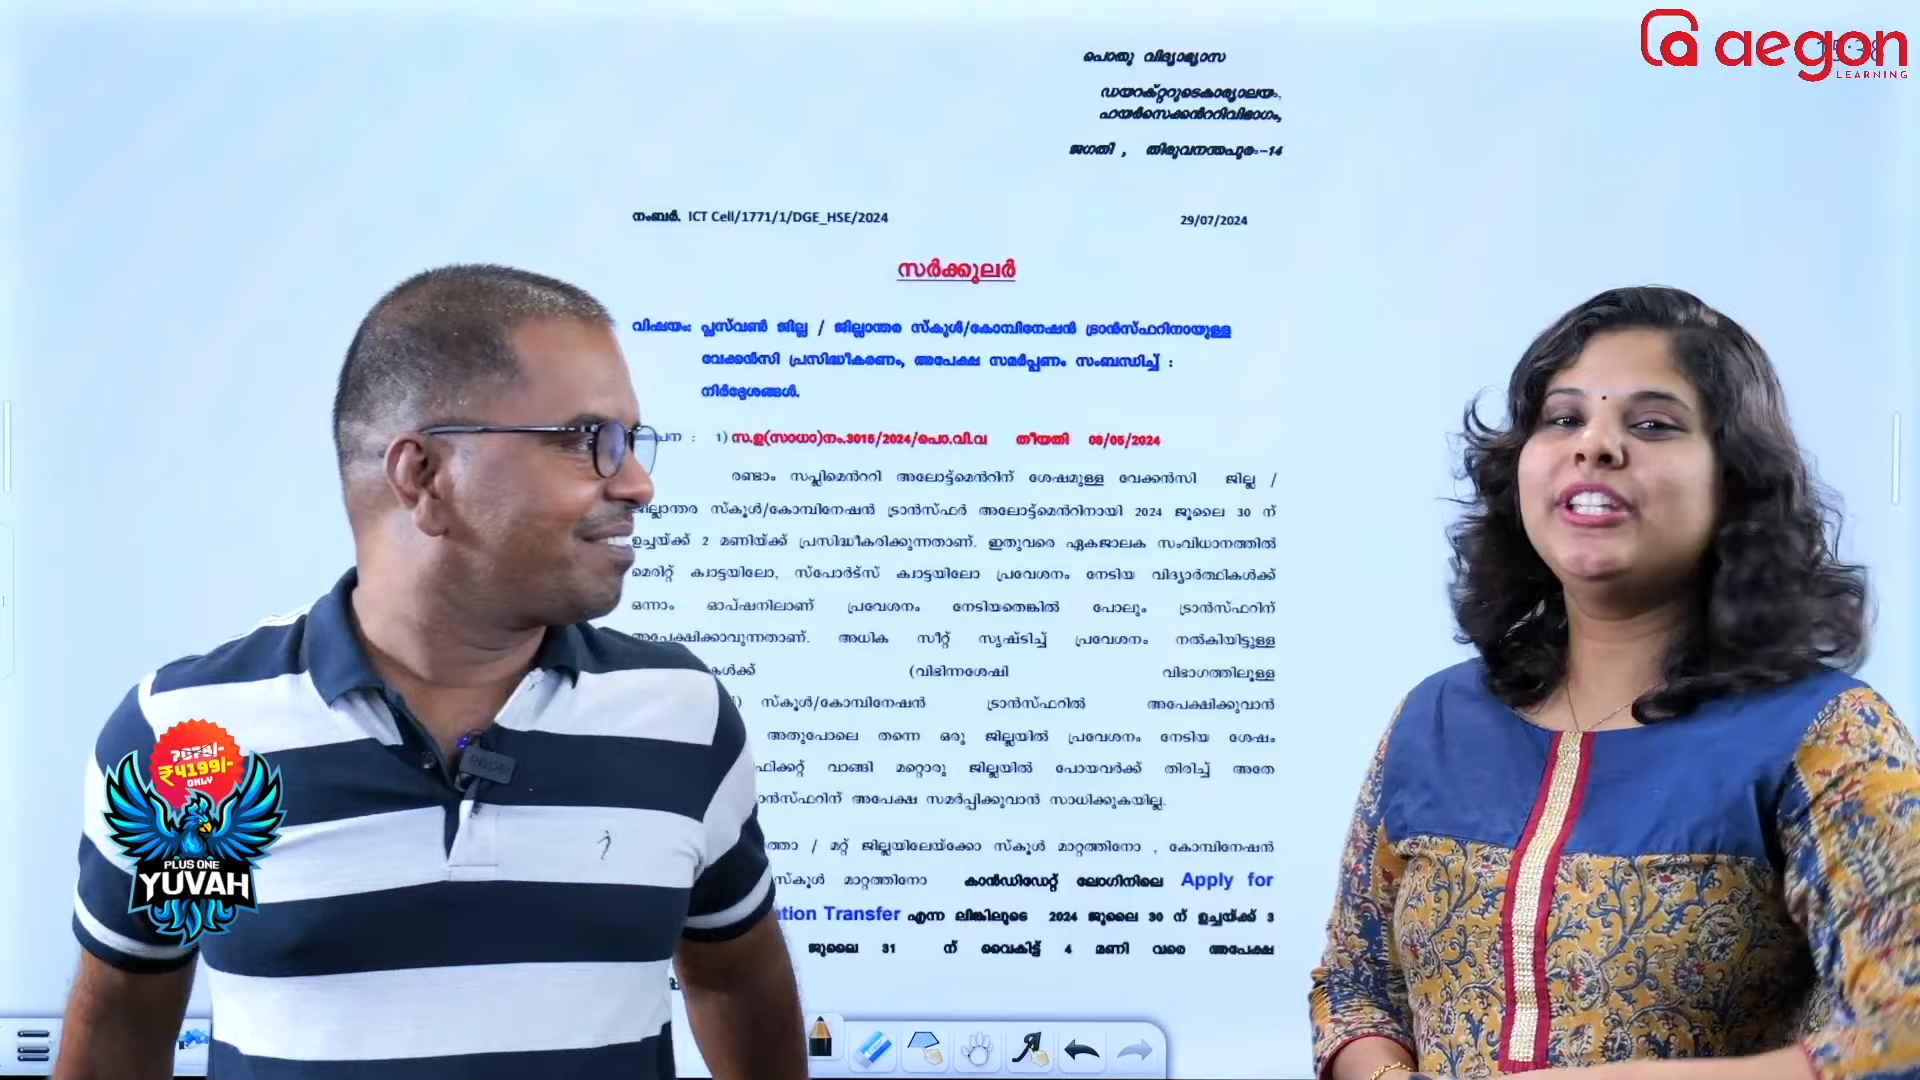 aegon
LEARNING
പൊതു വിദ്യാഭ്യാസ
ഡയറക്റ്ററുടെകാര്യാലയം,
ഹയർസെക്കൻററിവിഭാഗം,
ജഗതി , തിരുവനന്തപുരം-14
നംബർ. ICT Cell/1771/1/DGE_HSE/2024
29/07/2024
സർക്കുലർ
വിഷയം: പ്ലസ്‌വൺ ജില്ല / ജില്ലാന്തര സ്കൂൾ/കോമ്പിനേഷൻ ട്രാൻസ്ഫറിനായുള്ള
വേക്കൻസി പ്രസിദ്ധീകരണം, അപേക്ഷ സമർപ്പണം സംബന്ധിച്ച് :
നിർദ്ദേശങ്ങൾ.
1) സ.ഉ(സാധാ)നം.3015/2024/പൊ.വി.വ തീയതി 08/05/2024
രണ്ടാം സപ്ലിമെൻററി അലോട്ട്മെൻറിന് ശേഷമുള്ള വേക്കൻസി ജില്ല /
ജില്ലാന്തര സ്കൂൾ/കോമ്പിനേഷൻ ട്രാൻസ്ഫർ അലോട്ട്മെൻറിനായി 2024 ജൂലൈ 30 ന്
ഉച്ചയ്ക്ക് 2 മണിയ്ക്ക് പ്രസിദ്ധീകരിക്കുന്നതാണ്. ഇതുവരെ ഏകജാലക സംവിധാനത്തിൽ
മെരിറ്റ് ക്വാട്ടയിലോ, സ്പോർട്സ് ക്വാട്ടയിലോ പ്രവേശനം നേടിയ വിദ്യാർത്ഥികൾക്ക്
ഒന്നാം ഓപ്ഷനിലാണ് പ്രവേശനം നേടിയതെങ്കിൽ പോലും ട്രാൻസ്ഫറിന്
അപേക്ഷിക്കാവുന്നതാണ്. അധിക സീറ്റ് സൃഷ്ടിച്ച് പ്രവേശനം നൽകിയിട്ടുള്ള
കൾക്ക് (വിഭിന്നശേഷി വിഭാഗത്തിലുള്ള
) സ്കൂൾ/കോമ്പിനേഷൻ ട്രാൻസ്ഫറിൽ അപേക്ഷിക്കുവാൻ
അതുപോലെ തന്നെ ഒരു ജില്ലയിൽ പ്രവേശനം നേടിയ ശേഷം
ഫിക്കറ്റ് വാങ്ങി മറ്റൊരു ജില്ലയിൽ പോയവർക്ക് തിരിച്ച് അതേ
ാൻസ്ഫറിന് അപേക്ഷ സമർപ്പിക്കുവാൻ സാധിക്കുകയില്ല.
ത്തോ / മറ്റ് ജില്ലയിലേയ്ക്കോ സ്കൂൾ മാറ്റത്തിനോ , കോമ്പിനേഷൻ
സ്കൂൾ മാറ്റത്തിനോ കാൻഡിഡേറ്റ് ലോഗിനിലെ Apply for
ation Transfer എന്ന ലിങ്കിലൂടെ 2024 ജൂലൈ 30 ന് ഉച്ചയ്ക്ക് 3
ജൂലൈ 31 ന് വൈകിട്ട് 4 മണി വരെ അപേക്ഷ
₹4199/-
ONLY
PLUS ONE
YUVAH